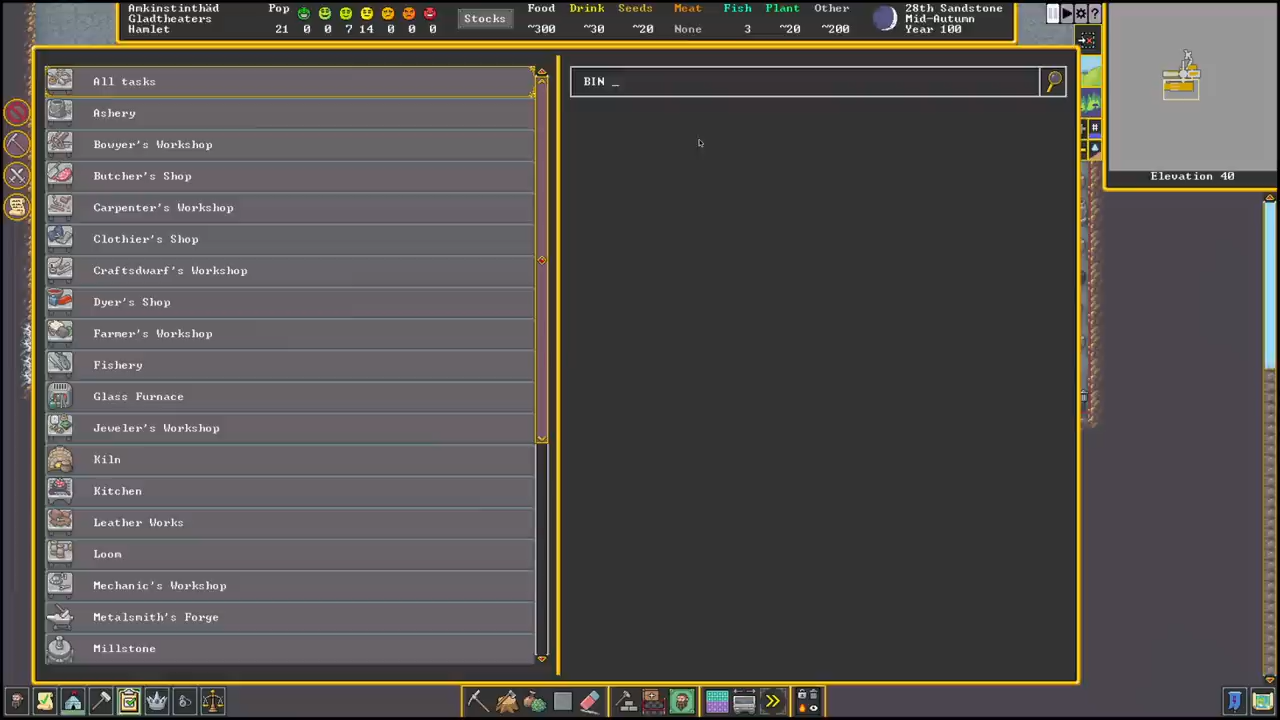 Amkinstinthäd
Gladtheaters
Hamlet
Pop
21 0 0 7 14 0 0 0
Stocks
Food Drink Seeds Meat Fish Plant Other
~300 ~30 ~20 None 3 ~20 ~200
28th Sandstone
Mid-Autumn
Year 100
All tasks
BIN _
Ashery
Bowyer's Workshop
Butcher's Shop
Carpenter's Workshop
Clothier's Shop
Craftsdwarf's Workshop
Dyer's Shop
Farmer's Workshop
Fishery
Glass Furnace
Jeweler's Workshop
Kiln
Kitchen
Leather Works
Loom
Mechanic's Workshop
Metalsmith's Forge
Millstone
Elevation 40